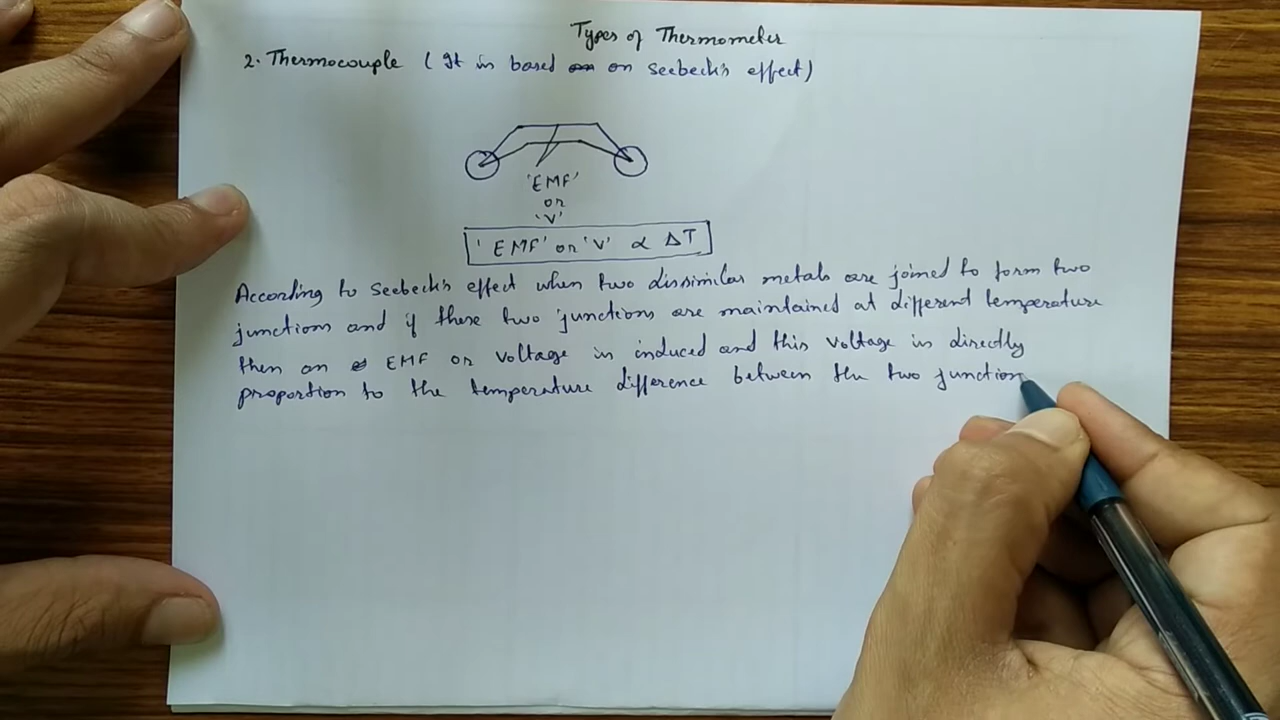 Types of Thermometer
2. Thermocouple ( It is based on on Seebeck's effect)
'EMF'
or
'V'
'EMF' or 'V' ∝ ΔT
According to Seebeck's effect when two dissimilar metals are joined to form two
junctions and if these two junctions are maintained at different temperature
then an EMF or voltage is induced and this voltage is directly
proportion to the temperature difference between the two junction